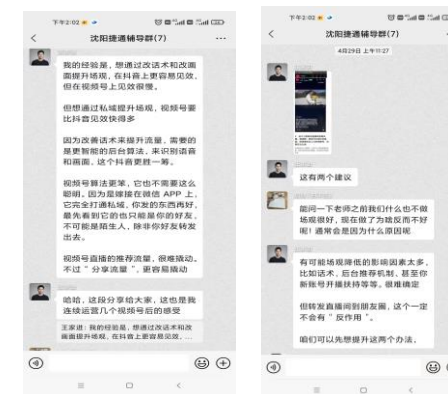 下午2:02
沈阳捷通辅导群(7)
我的经验是，想通过改话术和改画
面提升场观，在抖音上更容易见效，
但在视频号上见效很慢。
但想通过私域提升场观，视频号要
比抖音见效快得多
因为改善话术来提升流量，需要的
是更智能的后台算法，来识别语音
和画面，这个抖音更胜一筹。
视频号算法更笨，它也不需要这么
聪明，因为是嫁接在微信 APP 上，
它完全打通私域，你发的东西再好，
最先看到它的也只能是你的好友，
不可能是陌生人，除非你好友转发
出去。
视频号直播的推荐流量，很难撬动。
不过 " 分享流量 "，更容易撬动
哈哈，这段分享给大家，这也是我
连续运营几个视频号后的感受
王家进：我的经验是，想通过改话术和改
画面提升场观，在抖音上更容易见效，...
下午2:02
沈阳捷通辅导群(7)
4月29日 上午11:27
这有两个建议
能问一下老师之前我们什么也不做
场观很好，现在做了为啥反而不好
呢！通常会是因为什么原因呢
有可能场观降低的影响因素太多，
比如话术，后台推荐机制，甚至你
新账号开播扶持等等。很难确定
但转发直播间到朋友圈，这个一定
不会有 " 反作用 "。
咱们可以先想提升这两个办法。